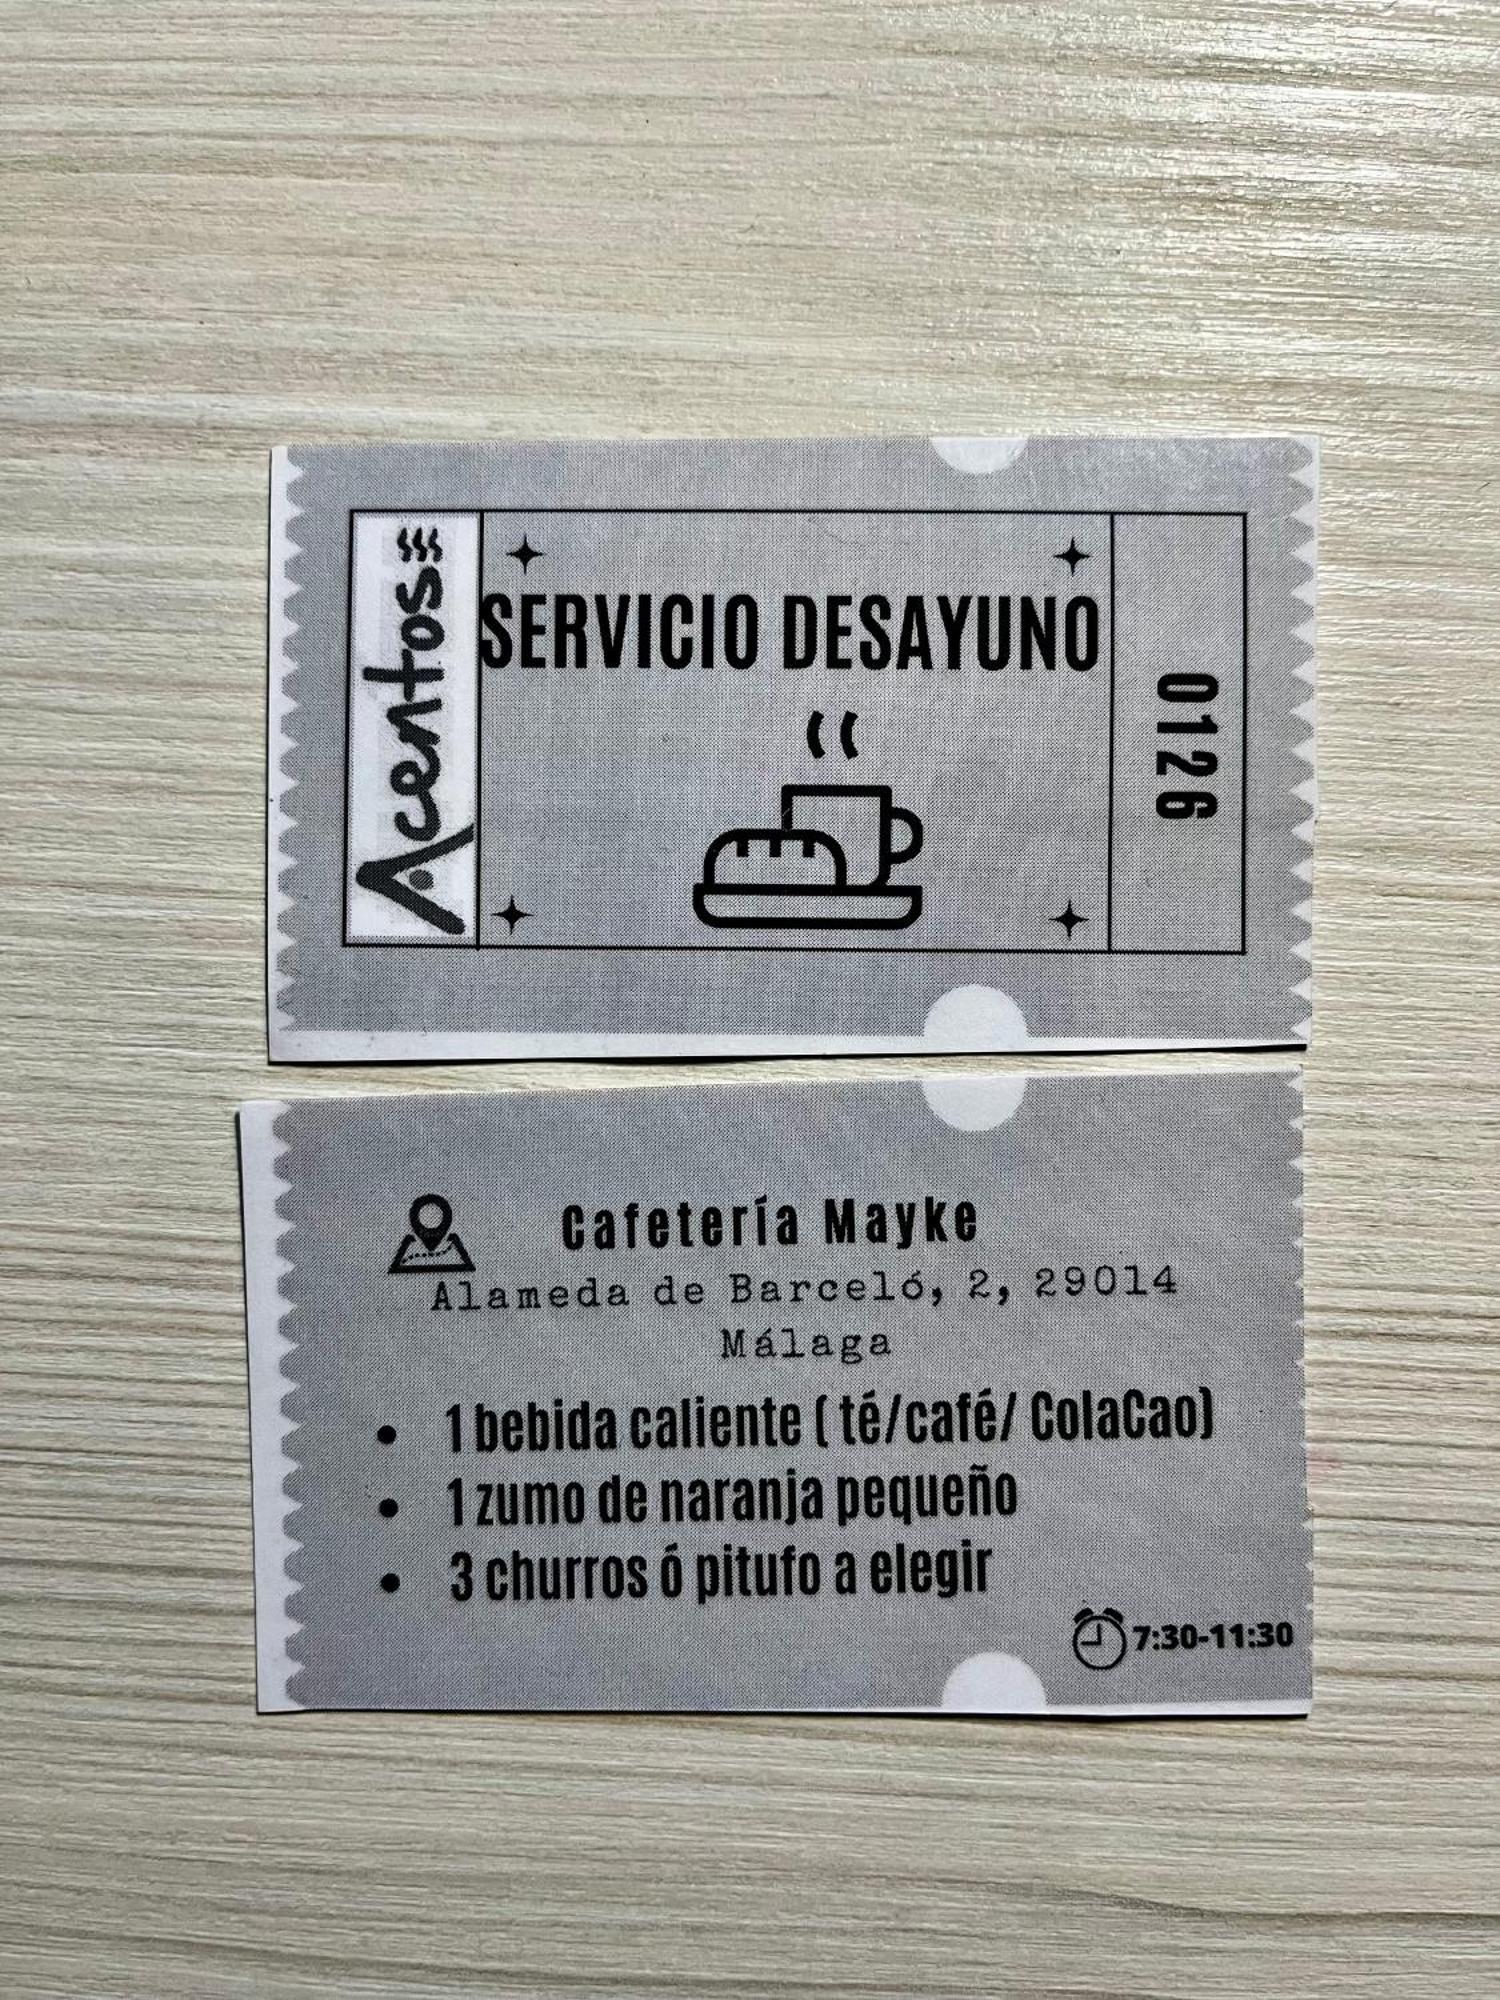 Acentos
SERVICIO DESAYUNO
0126
Cafetería Mayke
Alameda de Barceló, 2, 29014
Málaga
• 1 bebida caliente ( té/café/ ColaCao)
• 1 zumo de naranja pequeño
• 3 churros ó pitufo a elegir
7:30-11:30